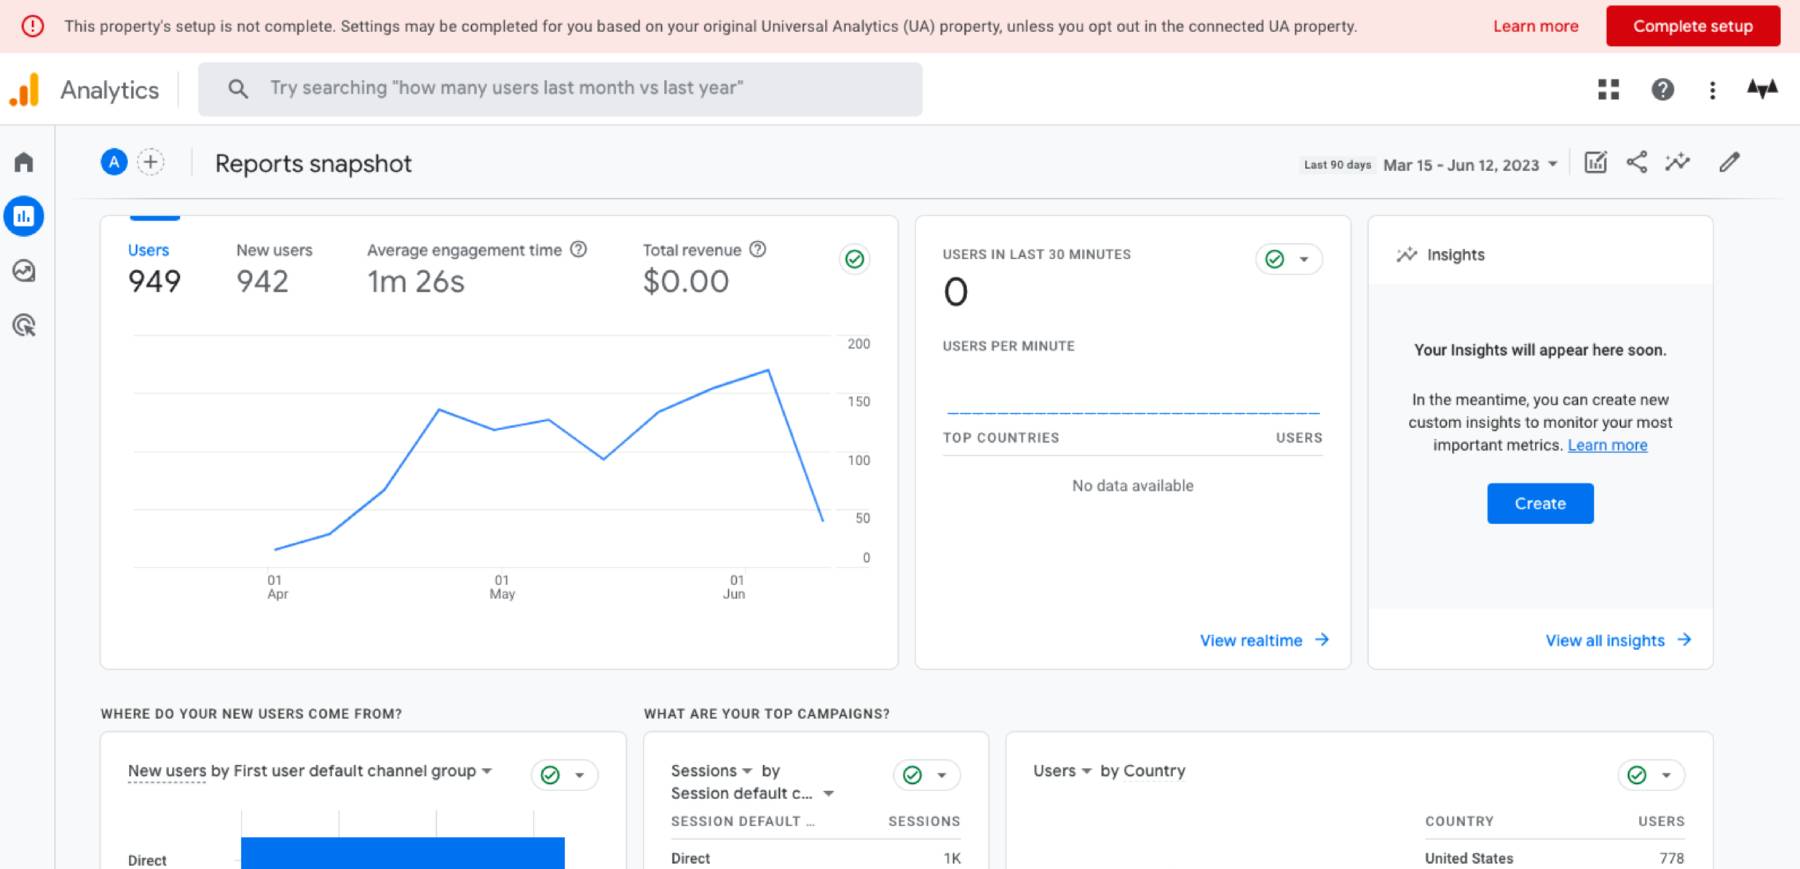 This property's setup is not complete. Settings may be completed for you based on your original Universal Analytics (UA) property, unless you opt out in the connected UA property.
Learn more
Complete setup
Analytics
Try searching "how many users last month vs last year"
A
Reports snapshot
Last 90 days
Mar 15 - Jun 12, 2023
Users
949
New users
942
Average engagement time
1m 26s
Total revenue
$0.00
200
150
100
50
0
01
Apr
01
May
01
Jun
USERS IN LAST 30 MINUTES
0
USERS PER MINUTE
TOP COUNTRIES
USERS
No data available
View realtime
Insights
Your Insights will appear here soon.
In the meantime, you can create new
custom insights to monitor your most
important metrics. Learn more
Create
View all insights
WHERE DO YOUR NEW USERS COME FROM?
New users by First user default channel group
Direct
WHAT ARE YOUR TOP CAMPAIGNS?
Sessions by
Session default c...
SESSION DEFAULT ...
SESSIONS
Direct
1K
Users by Country
COUNTRY
USERS
United States
778